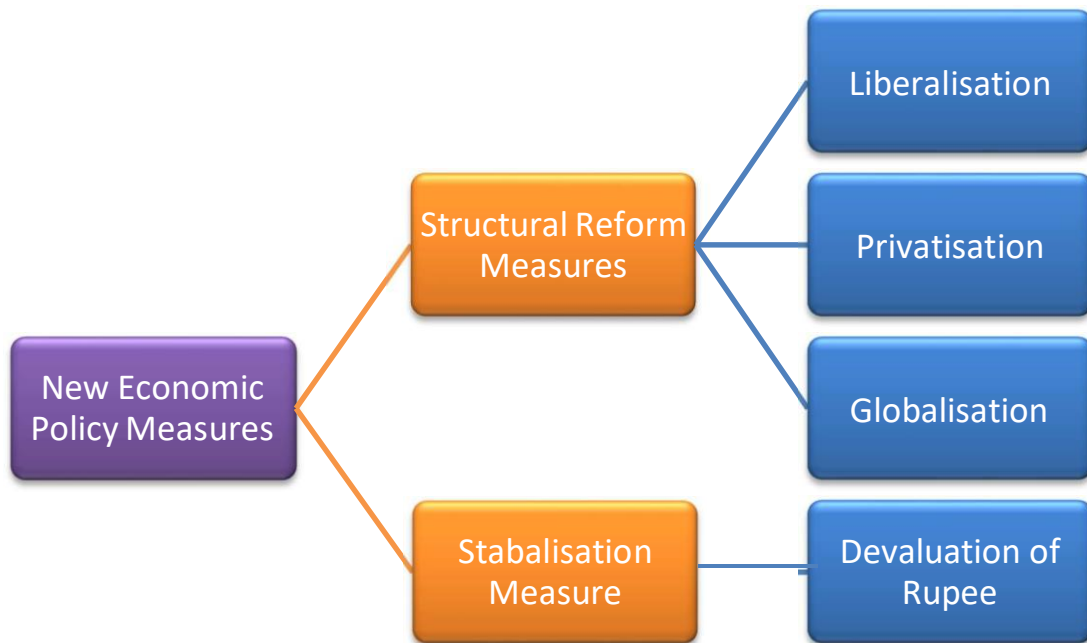 New Economic
Policy Measures
Structural Reform
Measures
Stabalisation
Measure
Liberalisation
Privatisation
Globalisation
Devaluation of
Rupee